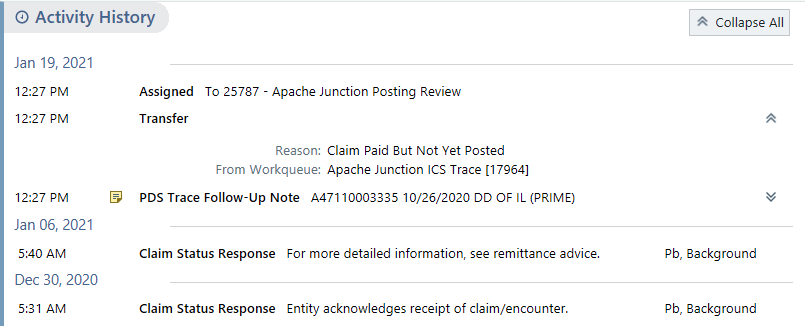 Activity History
Collapse All
Jan 19, 2021
12:27 PM Assigned To 25787 - Apache Junction Posting Review
12:27 PM Transfer
Reason: Claim Paid But Not Yet Posted
From Workqueue: Apache Junction ICS Trace [17964]
12:27 PM PDS Trace Follow-Up Note A47110003335 10/26/2020 DD OF IL (PRIME)
Jan 06, 2021
5:40 AM Claim Status Response For more detailed information, see remittance advice. Pb, Background
Dec 30, 2020
5:31 AM Claim Status Response Entity acknowledges receipt of claim/encounter. Pb, Background